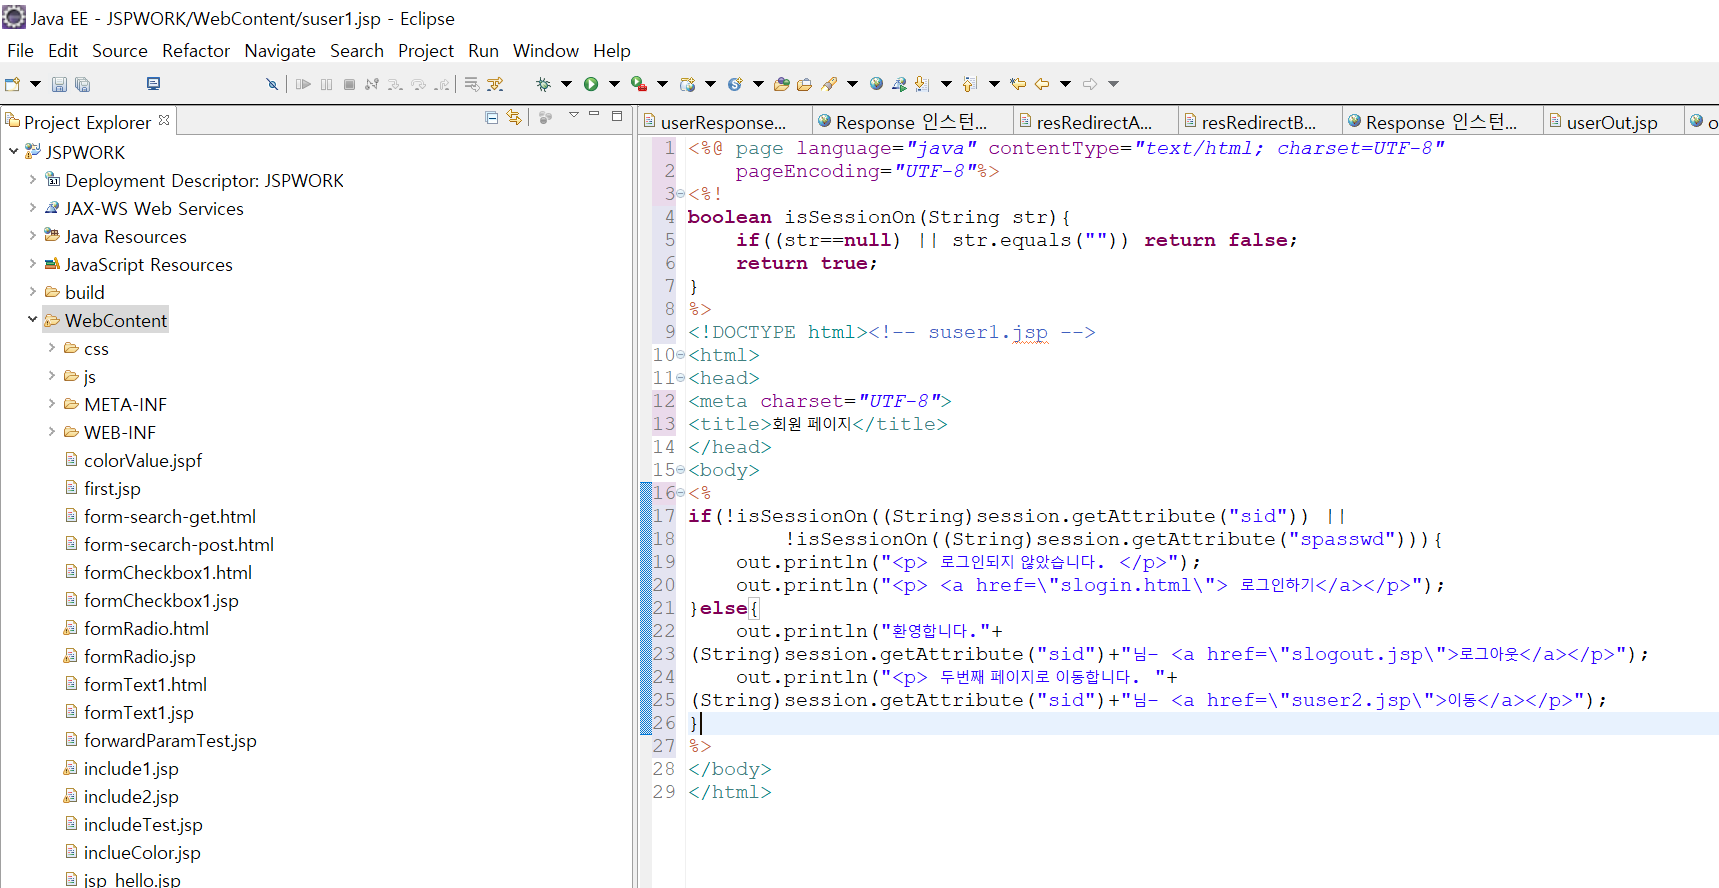 Java EE - JSPWORK/WebContent/suser1.jsp - Eclipse
File Edit Source Refactor Navigate Search Project Run Window Help
Project Explorer
JSPWORK
Deployment Descriptor: JSPWORK
JAX-WS Web Services
Java Resources
JavaScript Resources
build
WebContent
css
js
META-INF
WEB-INF
colorValue.jspf
first.jsp
form-search-get.html
form-secarch-post.html
formCheckbox1.html
formCheckbox1.jsp
formRadio.html
formRadio.jsp
formText1.html
formText1.jsp
forwardParamTest.jsp
include1.jsp
include2.jsp
includeTest.jsp
inclueColor.jsp
jsp_hello.jsp
userResponse... Response 인스턴... resRedirectA... resRedirectB... Response 인스턴... userOut.jsp o
1 <%@ page language="java" contentType="text/html; charset=UTF-8"
2     pageEncoding="UTF-8"%>
3 <%!
4 boolean isSessionOn(String str){
5     if((str==null) || str.equals("")) return false;
6     return true;
7 }
8 %>
9 <!DOCTYPE html><!-- suser1.jsp -->
10 <html>
11 <head>
12 <meta charset="UTF-8">
13 <title>회원 페이지</title>
14 </head>
15 <body>
16 <%
17 if(!isSessionOn((String)session.getAttribute("sid")) ||
18         !isSessionOn((String)session.getAttribute("spasswd"))){
19     out.println("<p> 로그인되지 않았습니다. </p>");
20     out.println("<p> <a href=\"slogin.html\"> 로그인하기</a></p>");
21 }else{
22     out.println("환영합니다."+
23 (String)session.getAttribute("sid")+"님- <a href=\"slogout.jsp\">로그아웃</a></p>");
24     out.println("<p> 두번째 페이지로 이동합니다. "+
25 (String)session.getAttribute("sid")+"님- <a href=\"suser2.jsp\">이동</a></p>");
26 }
27 %>
28 </body>
29 </html>